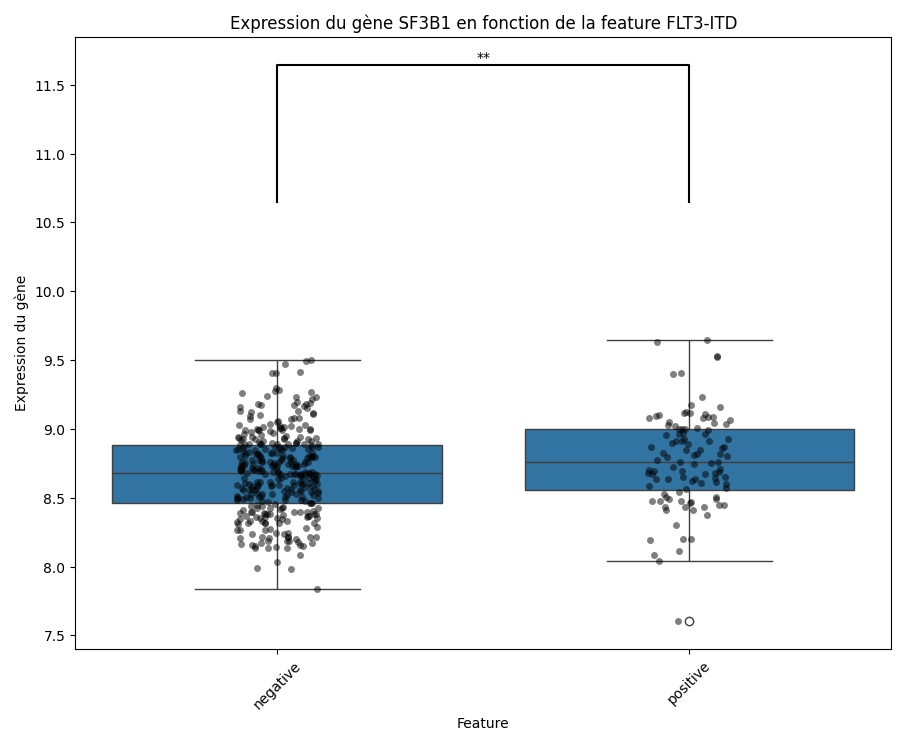 Expression du gène SF3B1 en fonction de la feature FLT3-ITD
**
11.5
11.0
10.5
10.0
9.5
9.0
8.5
8.0
7.5
Expression du gène
negative
positive
Feature